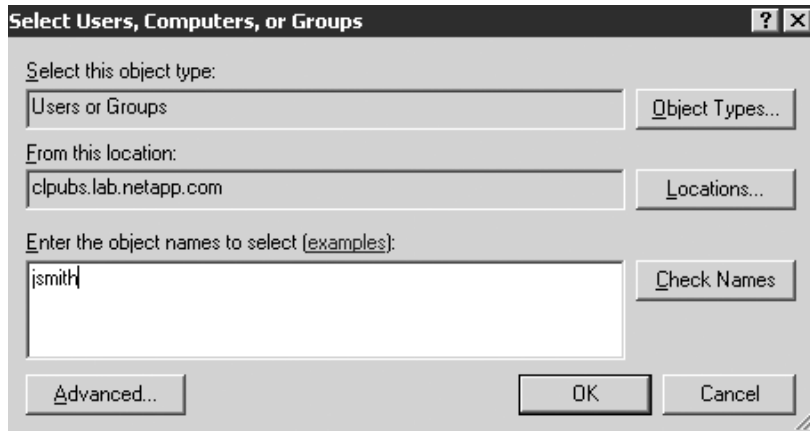 Select Users, Computers, or Groups
Select this object type:
Users or Groups
Object Types...
From this location:
clpubs.lab.netapp.com
Locations...
Enter the object names to select (examples):
jsmith
Check Names
Advanced...
OK
Cancel